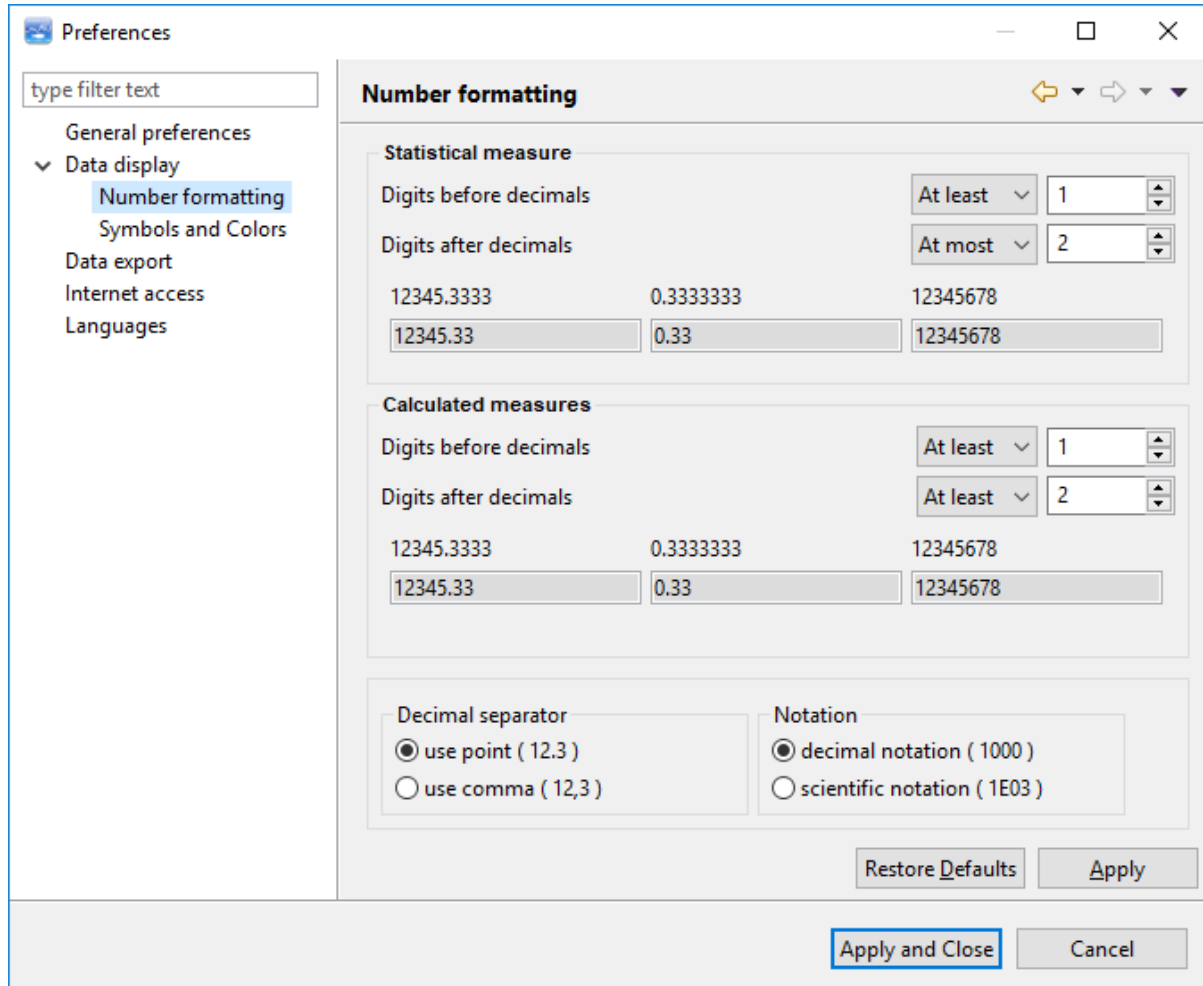 Preferences
type filter text
General preferences
Data display
Number formatting
Symbols and Colors
Data export
Internet access
Languages
Number formatting
Statistical measure
Digits before decimals At least 1
Digits after decimals At most 2
12345.3333 0.3333333 12345678
12345.33 0.33 12345678
Calculated measures
Digits before decimals At least 1
Digits after decimals At least 2
12345.3333 0.3333333 12345678
12345.33 0.33 12345678
Decimal separator
use point ( 12.3 )
use comma ( 12,3 )
Notation
decimal notation ( 1000 )
scientific notation ( 1E03 )
Restore Defaults Apply
Apply and Close Cancel